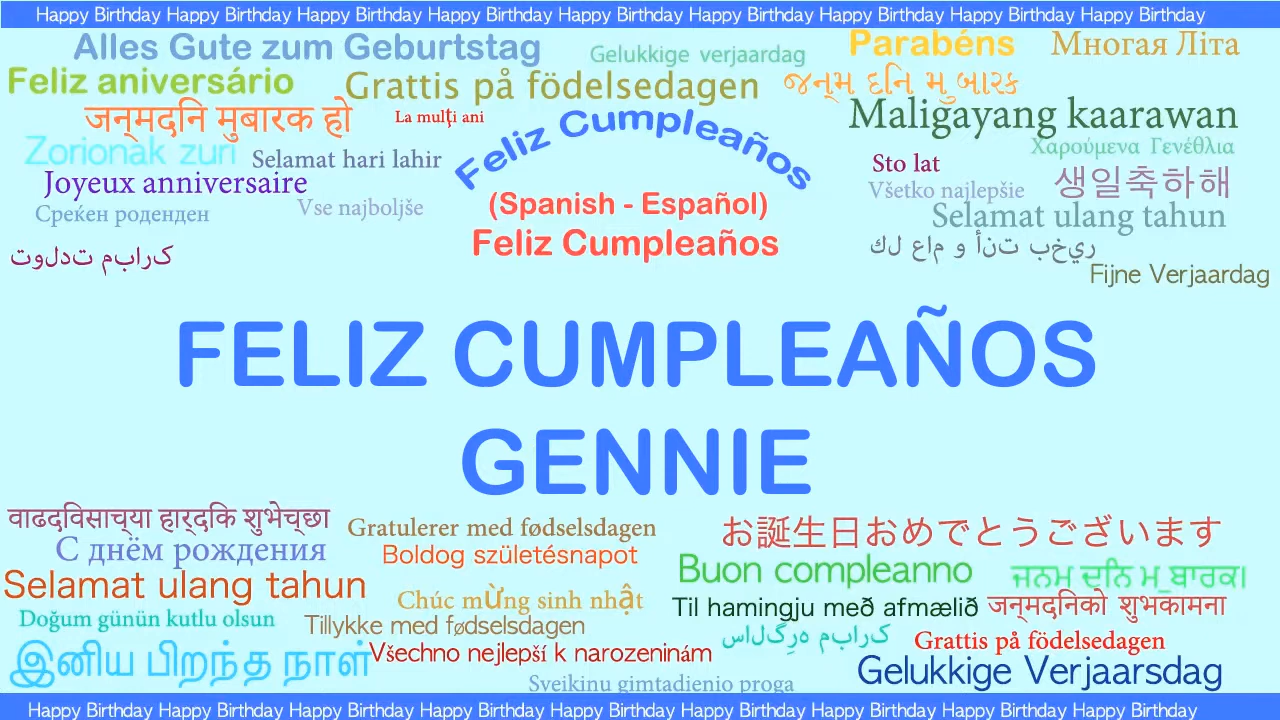 Happy Birthday Happy Birthday Happy Birthday Happy Birthday Happy Birthday Happy Birthday Happy Birthday Happy Birthday Happy Birthday
Alles Gute zum Geburtstag
Gelukkige verjaardag
Parabéns
Многая Літа
Feliz aniversário
Grattis på födelsedagen
જન્મ દનિ મુ બારક
जन्मदनि मुबारक हो
La mulţi ani
Feliz Cumpleaños
Maligayang kaarawan
Zorionak zuri
Selamat hari lahir
Χαρούμενα Γενέθλια
Sto lat
Joyeux anniversaire
Všetko najlepšie
생일축하해
Среќен роденден
Vse najboljše
(Spanish - Español)
Selamat ulang tahun
Feliz Cumpleaños
تولدت مبارک
كل عام و أنت بخير
Fijne Verjaardag
FELIZ CUMPLEAÑOS
GENNIE
वाढदविसाच्या हार्दकि शुभेच्छा
Gratulerer med fødselsdagen
お誕生日おめでとうございます
С днём рождения
Boldog születésnapot
Buon compleanno
ਜਨਮ ਦਨਿ ਮੁ ਬਾਰਕ।
Selamat ulang tahun
Chúc mừng sinh nhật
Til hamingju með afmælið
जन्मदनिको शुभकामना
Doğum günün kutlu olsun
Tillykke med fødselsdagen
سالگرہ مبارک
Grattis på födelsedagen
இனிய பிறந்த நாள்
Všechno nejlepší k narozeninám
Gelukkige Verjaarsdag
Sveikinu gimtadienio proga
Happy Birthday Happy Birthday Happy Birthday Happy Birthday Happy Birthday Happy Birthday Happy Birthday Happy Birthday Happy Birthday